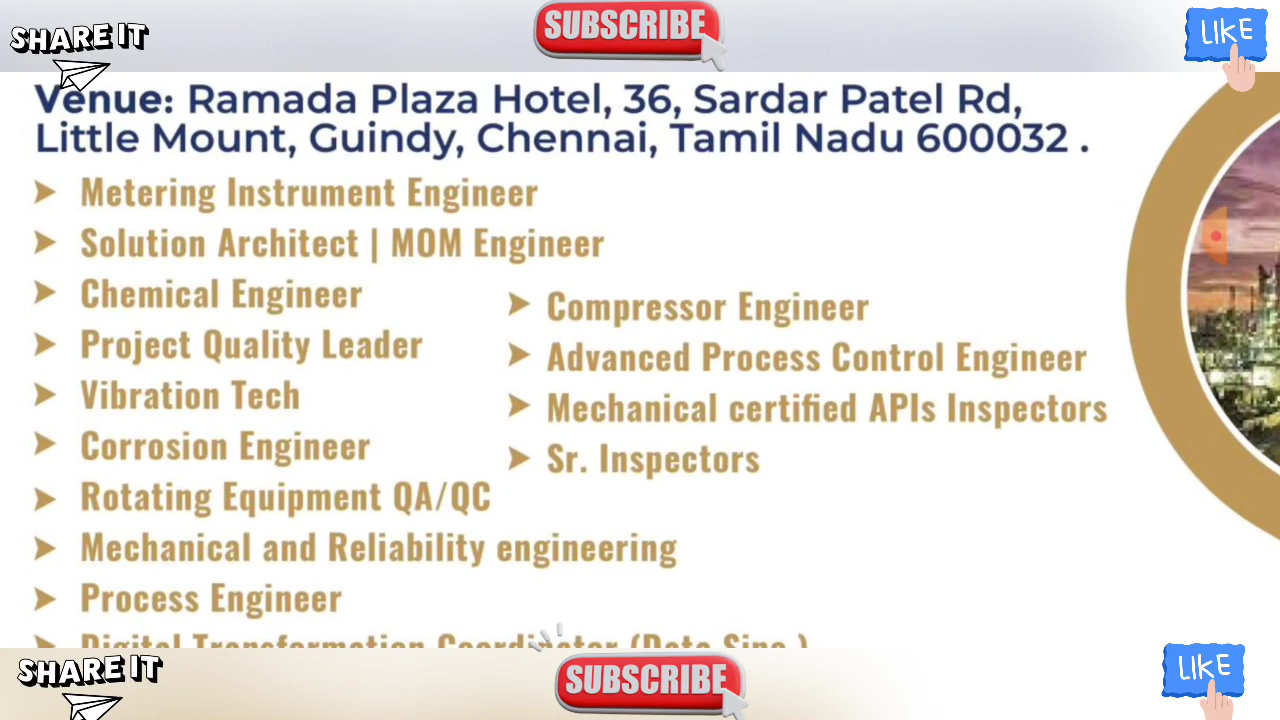 SHARE IT
SUBSCRIBE
LIKE
Venue: Ramada Plaza Hotel, 36, Sardar Patel Rd,
Little Mount, Guindy, Chennai, Tamil Nadu 600032 .
Metering Instrument Engineer
Solution Architect | MOM Engineer
Chemical Engineer
Project Quality Leader
Vibration Tech
Corrosion Engineer
Rotating Equipment QA/QC
Mechanical and Reliability engineering
Process Engineer
Digital Transformation Coordinator
Compressor Engineer
Advanced Process Control Engineer
Mechanical certified APIs Inspectors
Sr. Inspectors
SHARE IT
SUBSCRIBE
LIKE